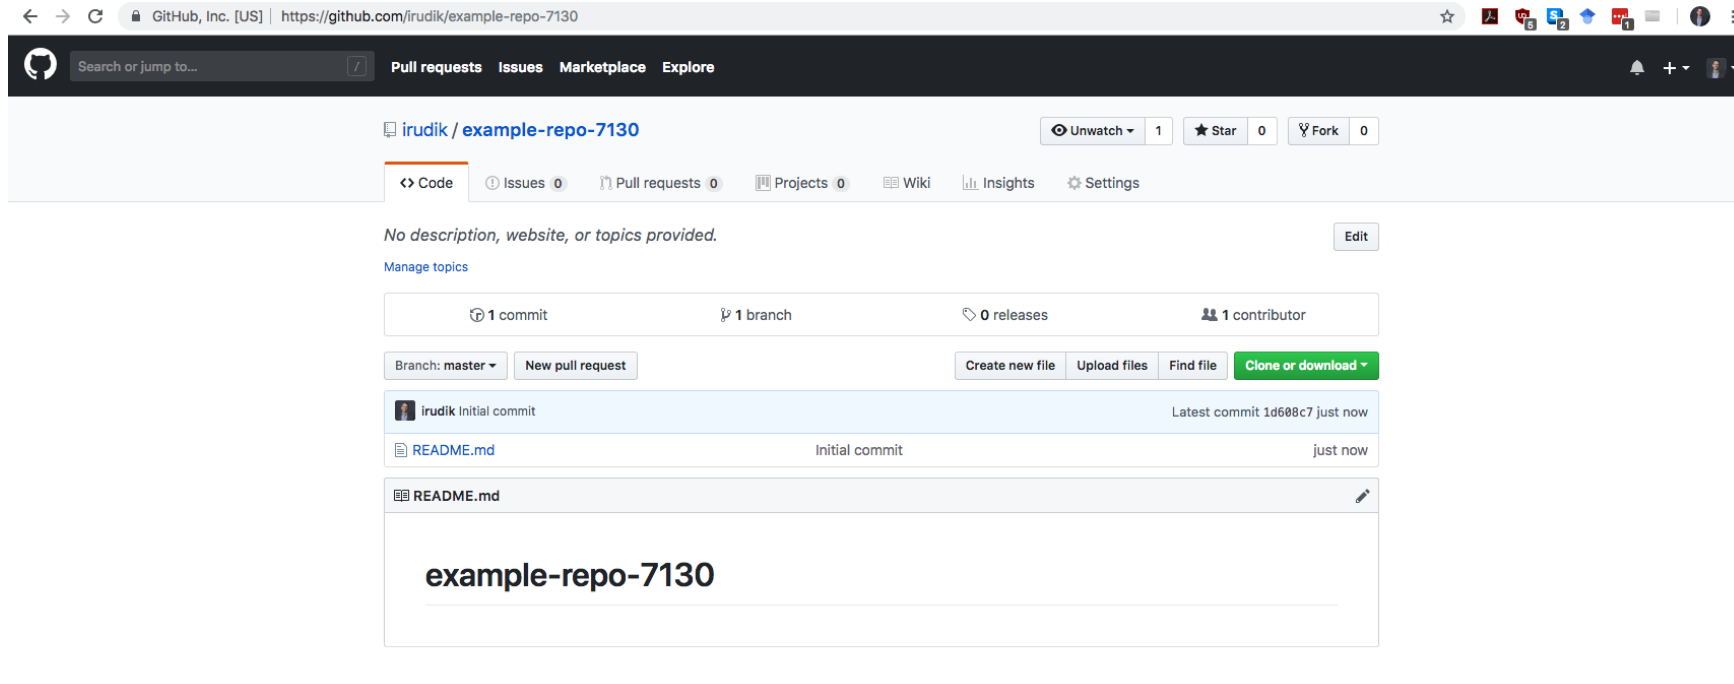 GitHub, Inc. [US] | https://github.com/irudik/example-repo-7130
5 2 1
Search or jump to... / Pull requests Issues Marketplace Explore
irudik / example-repo-7130 Unwatch 1 Star 0 Fork 0
Code Issues 0 Pull requests 0 Projects 0 Wiki Insights Settings
No description, website, or topics provided. Edit
Manage topics
1 commit 1 branch 0 releases 1 contributor
Branch: master New pull request Create new file Upload files Find file Clone or download
irudik Initial commit Latest commit 1d608c7 just now
README.md Initial commit just now
README.md
example-repo-7130